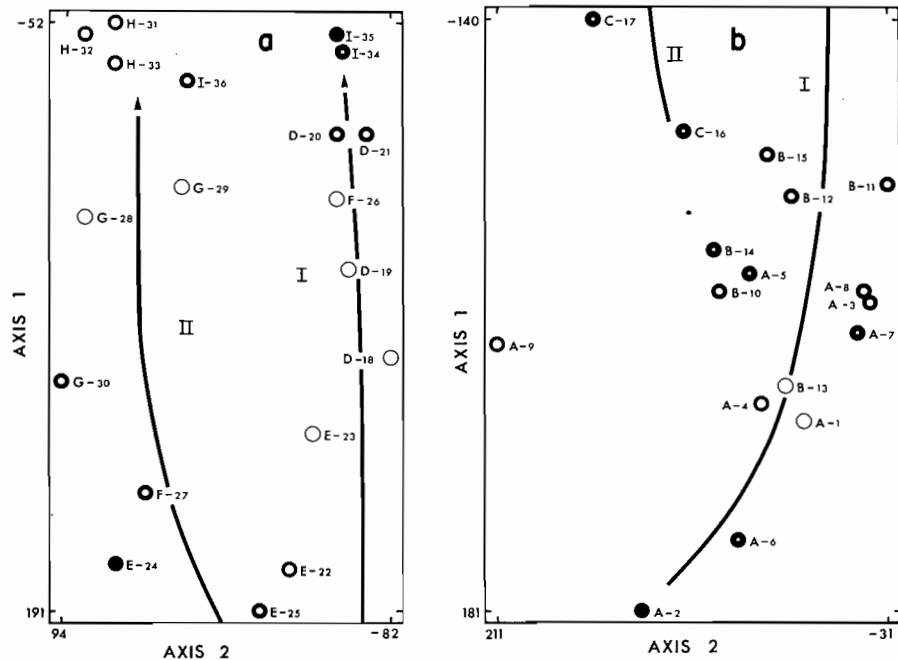 -52
a
H-31
H-32
H-33
I-35
I-34
I-36
D-20
D-21
G-29
F-26
G-28
D-19
I
II
D-18
G-30
E-23
F-27
E-24
E-22
E-25
191
94
-82
AXIS 1
AXIS 2
-140
b
C-17
II
I
C-16
B-15
B-11
B-12
B-14
A-5
B-10
A-8
A-3
A-7
A-9
B-13
A-4
A-1
A-6
A-2
181
211
-31
AXIS 1
AXIS 2